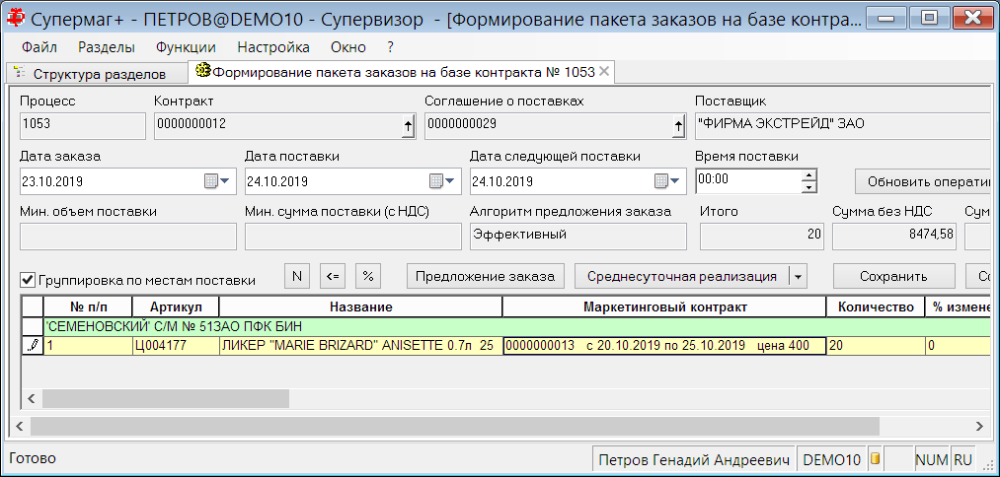 Супермаг+ - ПЕТРОВ@DEMO10 - Супервизор - [Формирование пакета заказов на базе контра...
Файл Разделы Функции Настройка Окно ?
Структура разделов Формирование пакета заказов на базе контракта № 1053
Процесс Контракт Соглашение о поставках Поставщик
1053 0000000012 0000000029 "ФИРМА ЭКСТРЕЙД" ЗАО
Дата заказа Дата поставки Дата следующей поставки Время поставки
23.10.2019 24.10.2019 24.10.2019 00:00 Обновить операти
Мин. объем поставки Мин. сумма поставки (с НДС) Алгоритм предложения заказа Итого Сумма без НДС Сум
Эффективный 20 8474,58
Группировка по местам поставки N <= % Предложение заказа Среднесуточная реализация Сохранить Со
№ п/п Артикул Название Маркетинговый контракт Количество % измене
'СЕМЕНОВСКИЙ' С/М № 51ЗАО ПФК БИН
1 Ц004177 ЛИКЕР "MARIE BRIZARD" ANISETTE 0.7л 25 0000000013 с 20.10.2019 по 25.10.2019 цена 400 20 0
Готово Петров Генадий Андреевич DEMO10 NUM RU